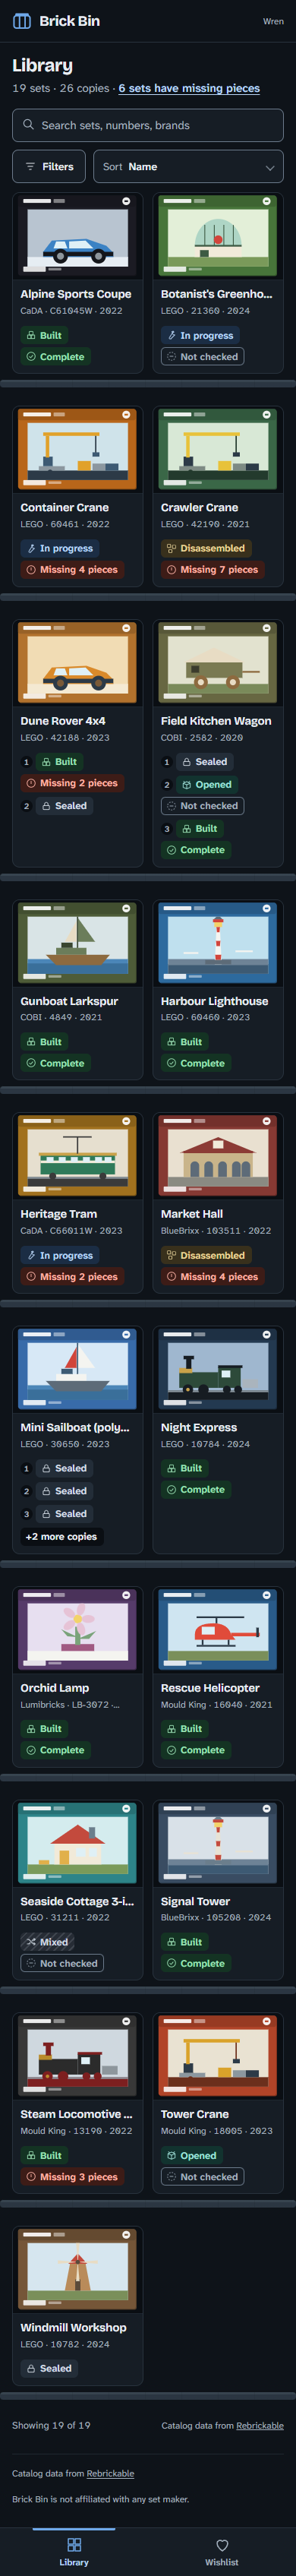 Brick Bin
Wren
Library
19 sets · 26 copies · 6 sets have missing pieces
Search sets, numbers, brands
Filters
Sort Name
Alpine Sports Coupe
CaDA · C61045W · 2022
Built
Complete
Botanist's Greenho...
LEGO · 21360 · 2024
In progress
Not checked
Container Crane
LEGO · 60461 · 2022
In progress
Missing 4 pieces
Crawler Crane
LEGO · 42190 · 2021
Disassembled
Missing 7 pieces
Dune Rover 4x4
LEGO · 42188 · 2023
1 Built
Missing 2 pieces
2 Sealed
Field Kitchen Wagon
COBI · 2582 · 2020
1 Sealed
2 Opened
Not checked
3 Built
Complete
Gunboat Larkspur
COBI · 4849 · 2021
Built
Complete
Harbour Lighthouse
LEGO · 60460 · 2023
Built
Complete
Heritage Tram
CaDA · C66011W · 2023
In progress
Missing 2 pieces
Market Hall
BlueBrixx · 103511 · 2022
Disassembled
Missing 4 pieces
Mini Sailboat (poly...
LEGO · 30650 · 2023
1 Sealed
2 Sealed
3 Sealed
+2 more copies
Night Express
LEGO · 10784 · 2024
Built
Complete
Orchid Lamp
Lumibricks · LB-3072 ·...
Built
Complete
Rescue Helicopter
Mould King · 16040 · 2021
Built
Complete
Seaside Cottage 3-i...
LEGO · 31211 · 2022
Mixed
Not checked
Signal Tower
BlueBrixx · 105208 · 2024
Built
Complete
Steam Locomotive ...
Mould King · 13190 · 2022
Built
Missing 3 pieces
Tower Crane
Mould King · 18005 · 2023
Opened
Not checked
Windmill Workshop
LEGO · 10782 · 2024
Sealed
Showing 19 of 19
Catalog data from Rebrickable
Catalog data from Rebrickable
Brick Bin is not affiliated with any set maker.
Library
Wishlist